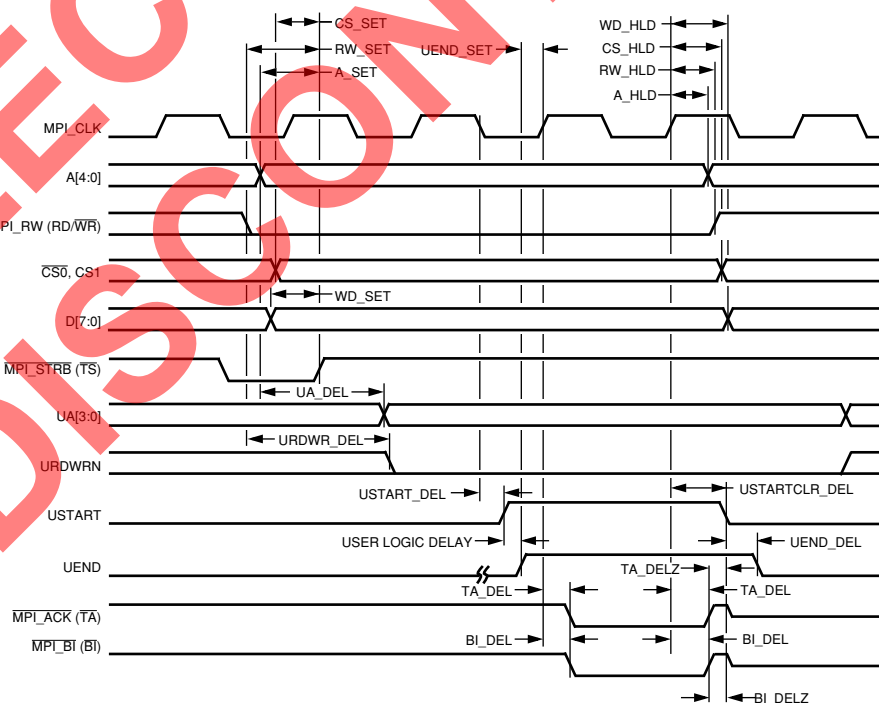 CS_SET
WD_HLD
RW_SET
UEND_SET
CS_HLD
A_SET
RW_HLD
A_HLD
MPI_CLK
A[4:0]
PI_RW (RD/WR)
CS0, CS1
WD_SET
D[7:0]
MPI_STRB (TS)
UA_DEL
UA[3:0]
URDWR_DEL
URDWRN
USTART_DEL
USTARTCLR_DEL
USTART
USER LOGIC DELAY
UEND_DEL
UEND
TA_DELZ
TA_DEL
TA_DEL
MPI_ACK (TA)
BI_DEL
BI_DEL
MPI_BI (BI)
BI_DELZ
DISCONT
LEC